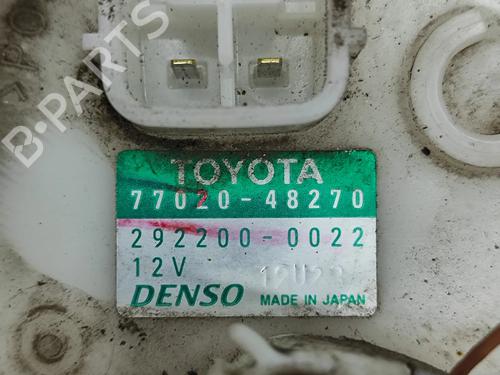 B-PARTS
TOYOTA
77020-48270
292200-0022
12V
DENSO MADE IN JAPAN